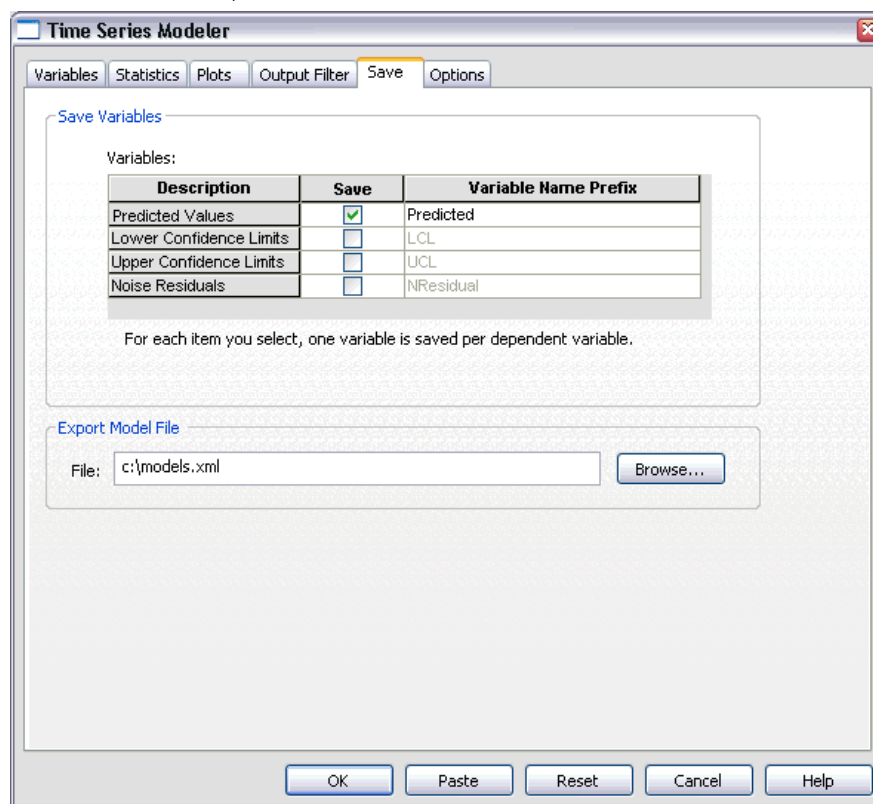 Time Series Modeler
Variables Statistics Plots Output Filter Save Options
Save Variables
Variables:
Description Save Variable Name Prefix
Predicted Values Predicted
Lower Confidence Limits LCL
Upper Confidence Limits UCL
Noise Residuals NResidual
For each item you select, one variable is saved per dependent variable.
Export Model File
File: c:\models.xml Browse...
OK Paste Reset Cancel Help